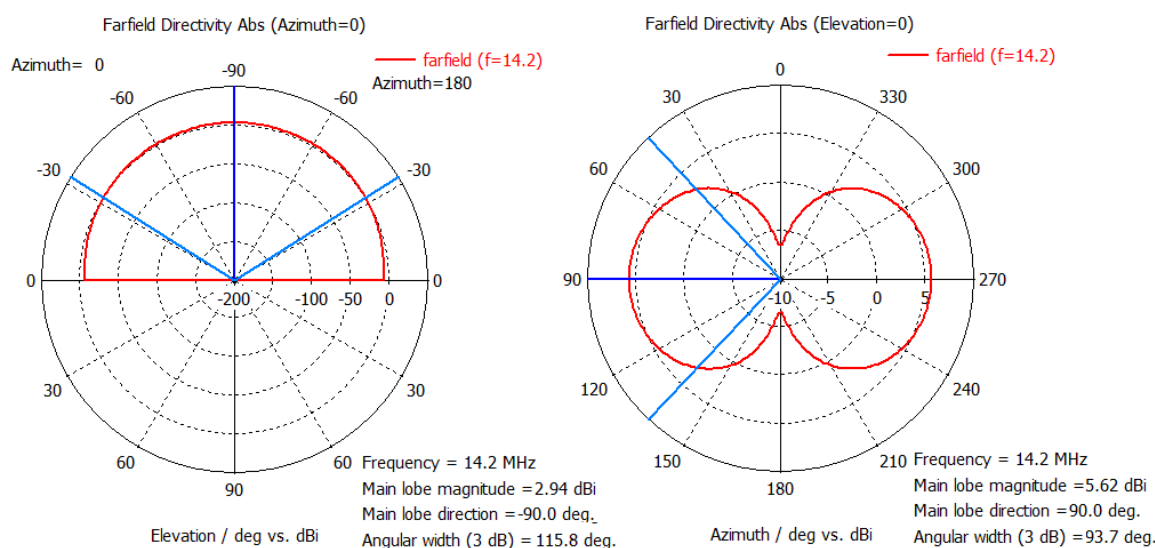 Farfield Directivity Abs (Azimuth=0)
farfield (f=14.2)
Azimuth= 0
Azimuth=180
-90
-60
-60
-30
-30
0
0
-200
-100
-50
0
30
30
60
60
90
Frequency = 14.2 MHz
Main lobe magnitude =2.94 dBi
Main lobe direction =-90.0 deg.
Angular width (3 dB) = 115.8 deg.
Elevation / deg vs. dBi
Farfield Directivity Abs (Elevation=0)
farfield (f=14.2)
0
30
330
60
300
90
270
-10
-5
0
5
120
240
150
210
180
Frequency = 14.2 MHz
Main lobe magnitude =5.62 dBi
Main lobe direction =90.0 deg.
Angular width (3 dB) =93.7 deg.
Azimuth / deg vs. dBi